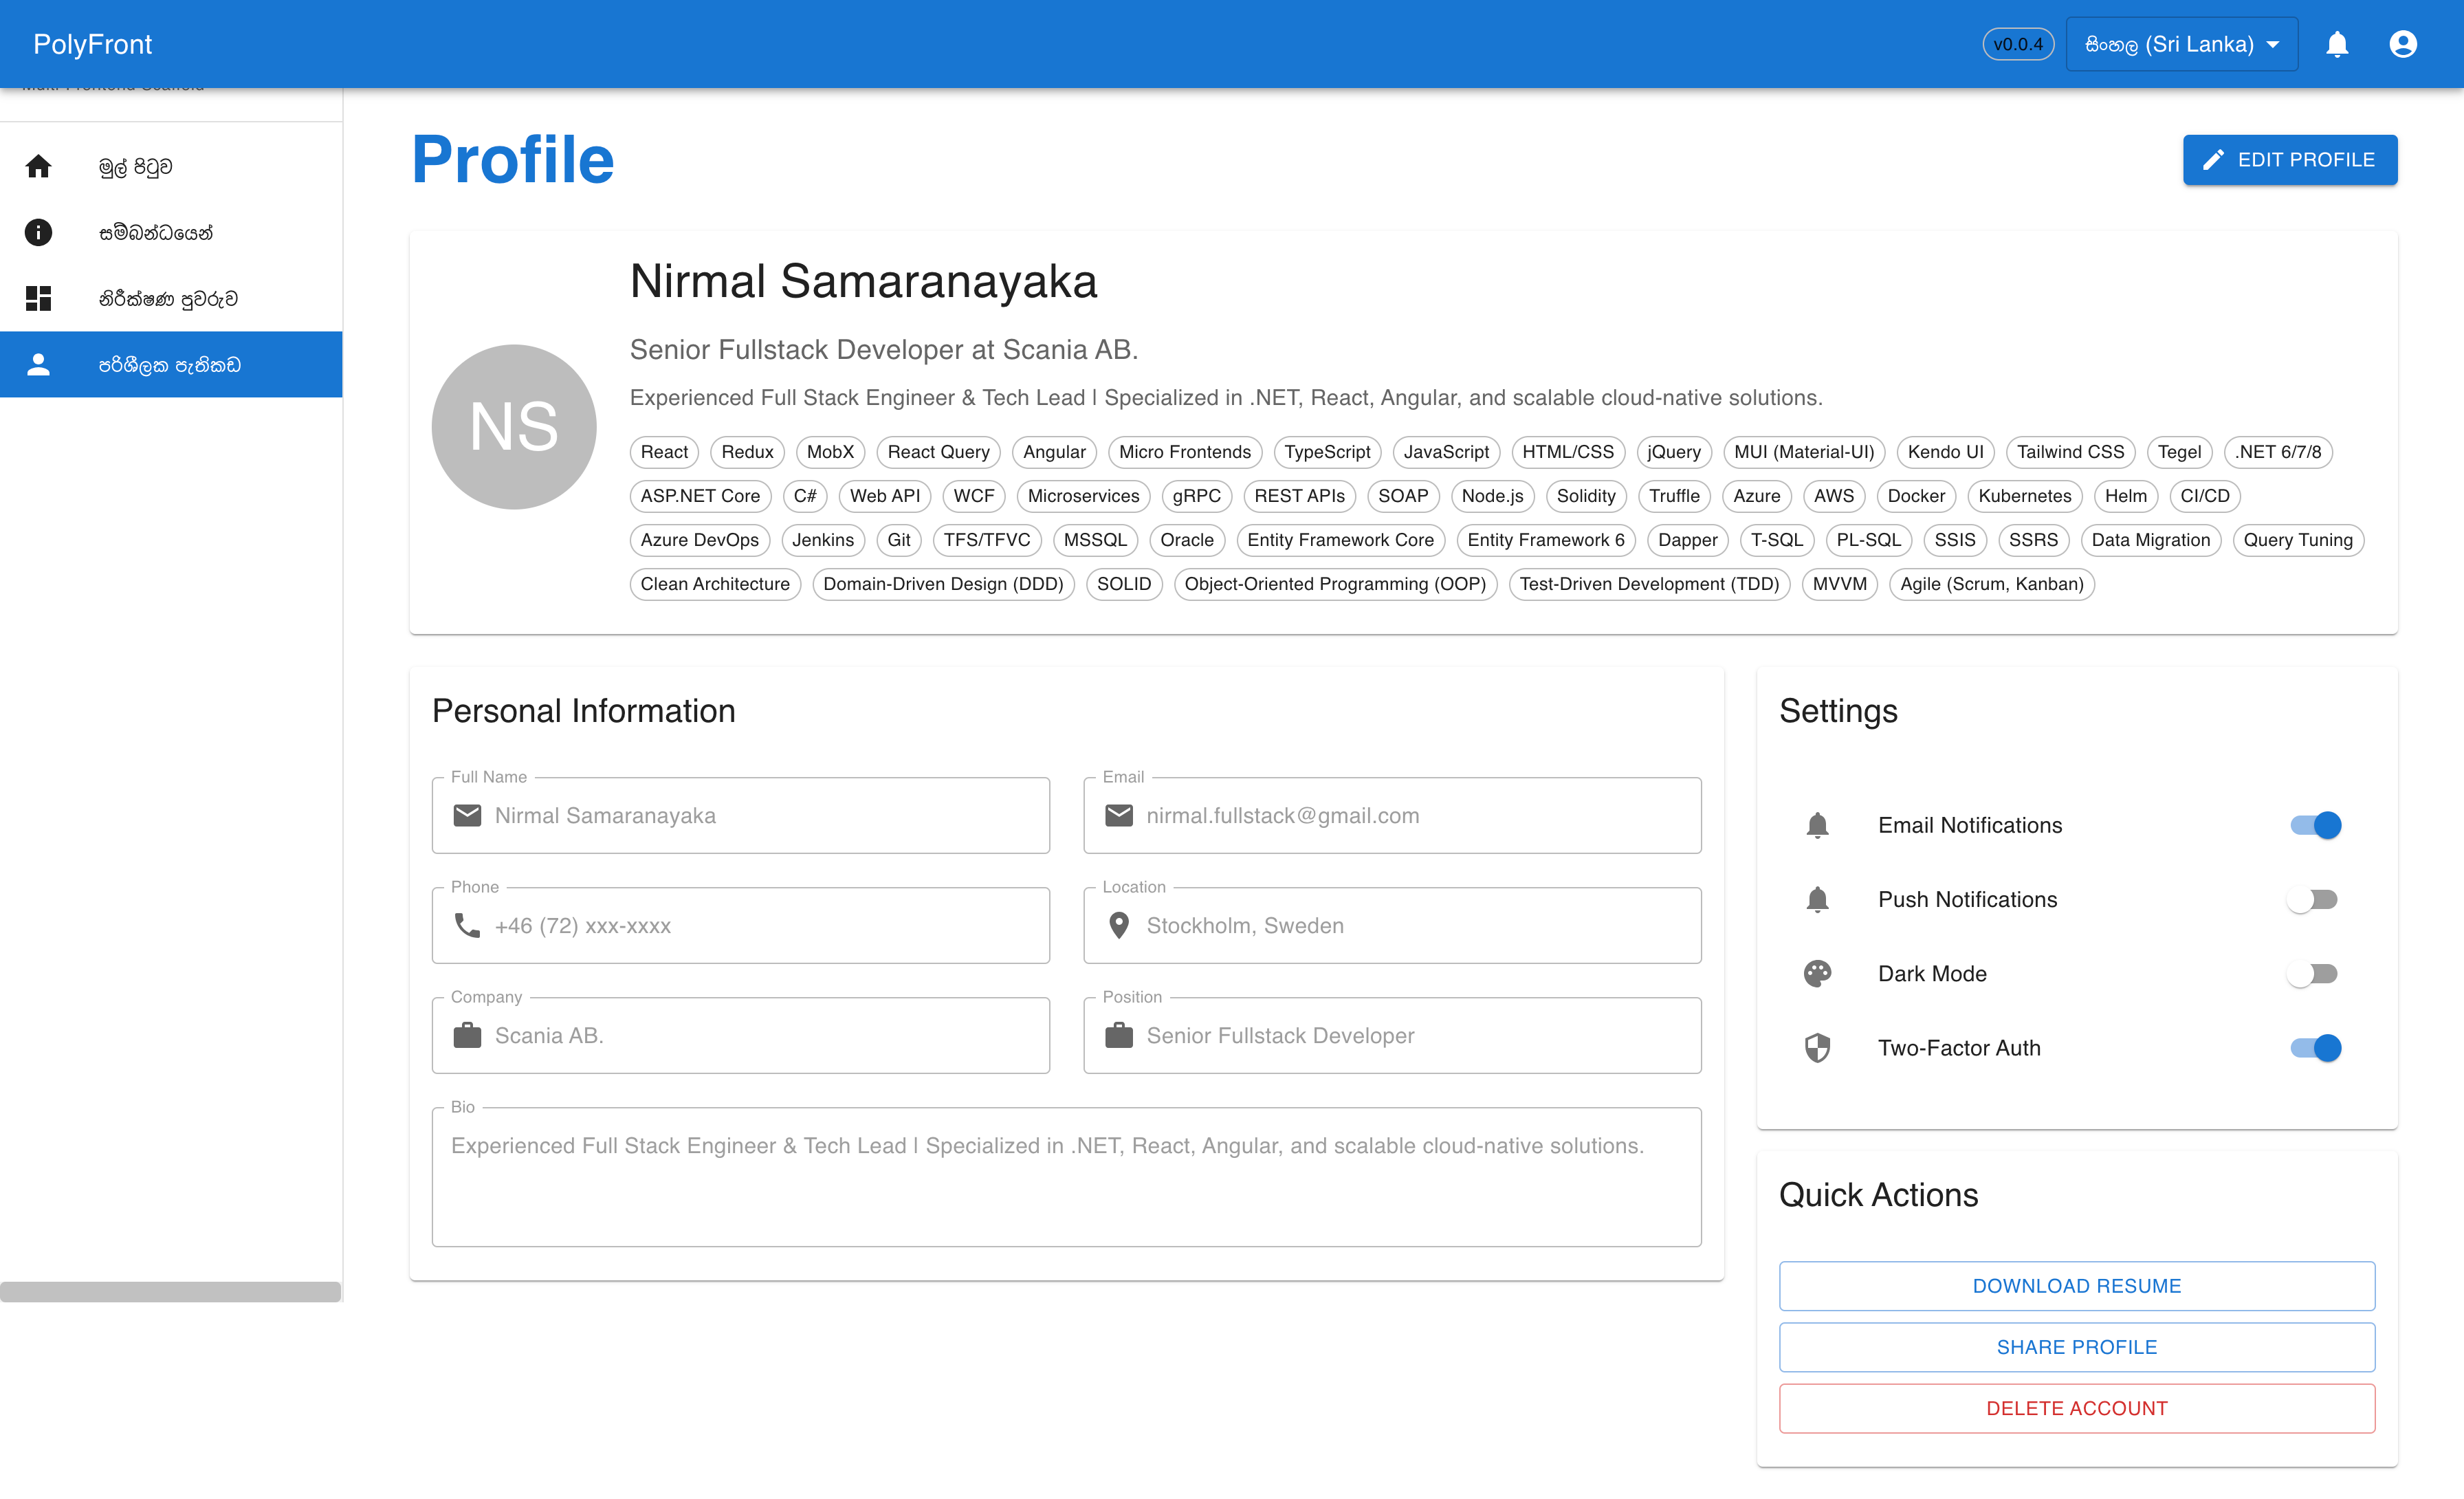 PolyFront
v0.0.4
සිංහල (Sri Lanka)
Multi-Frontend Scaffold
මුල් පිටුව
සම්බන්ධයෙන්
නිරීක්ෂණ පුවරුව
පරිශීලක පැතිකඩ
Profile
EDIT PROFILE
NS
Nirmal Samaranayaka
Senior Fullstack Developer at Scania AB.
Experienced Full Stack Engineer & Tech Lead | Specialized in .NET, React, Angular, and scalable cloud-native solutions.
React Redux MobX React Query Angular Micro Frontends TypeScript JavaScript HTML/CSS jQuery MUI (Material-UI) Kendo UI Tailwind CSS Tegel .NET 6/7/8
ASP.NET Core C# Web API WCF Microservices gRPC REST APIs SOAP Node.js Solidity Truffle Azure AWS Docker Kubernetes Helm CI/CD
Azure DevOps Jenkins Git TFS/TFVC MSSQL Oracle Entity Framework Core Entity Framework 6 Dapper T-SQL PL-SQL SSIS SSRS Data Migration Query Tuning
Clean Architecture Domain-Driven Design (DDD) SOLID Object-Oriented Programming (OOP) Test-Driven Development (TDD) MVVM Agile (Scrum, Kanban)
Personal Information
Full Name
Nirmal Samaranayaka
Email
nirmal.fullstack@gmail.com
Phone
+46 (72) xxx-xxxx
Location
Stockholm, Sweden
Company
Scania AB.
Position
Senior Fullstack Developer
Bio
Experienced Full Stack Engineer & Tech Lead | Specialized in .NET, React, Angular, and scalable cloud-native solutions.
Settings
Email Notifications
Push Notifications
Dark Mode
Two-Factor Auth
Quick Actions
DOWNLOAD RESUME
SHARE PROFILE
DELETE ACCOUNT